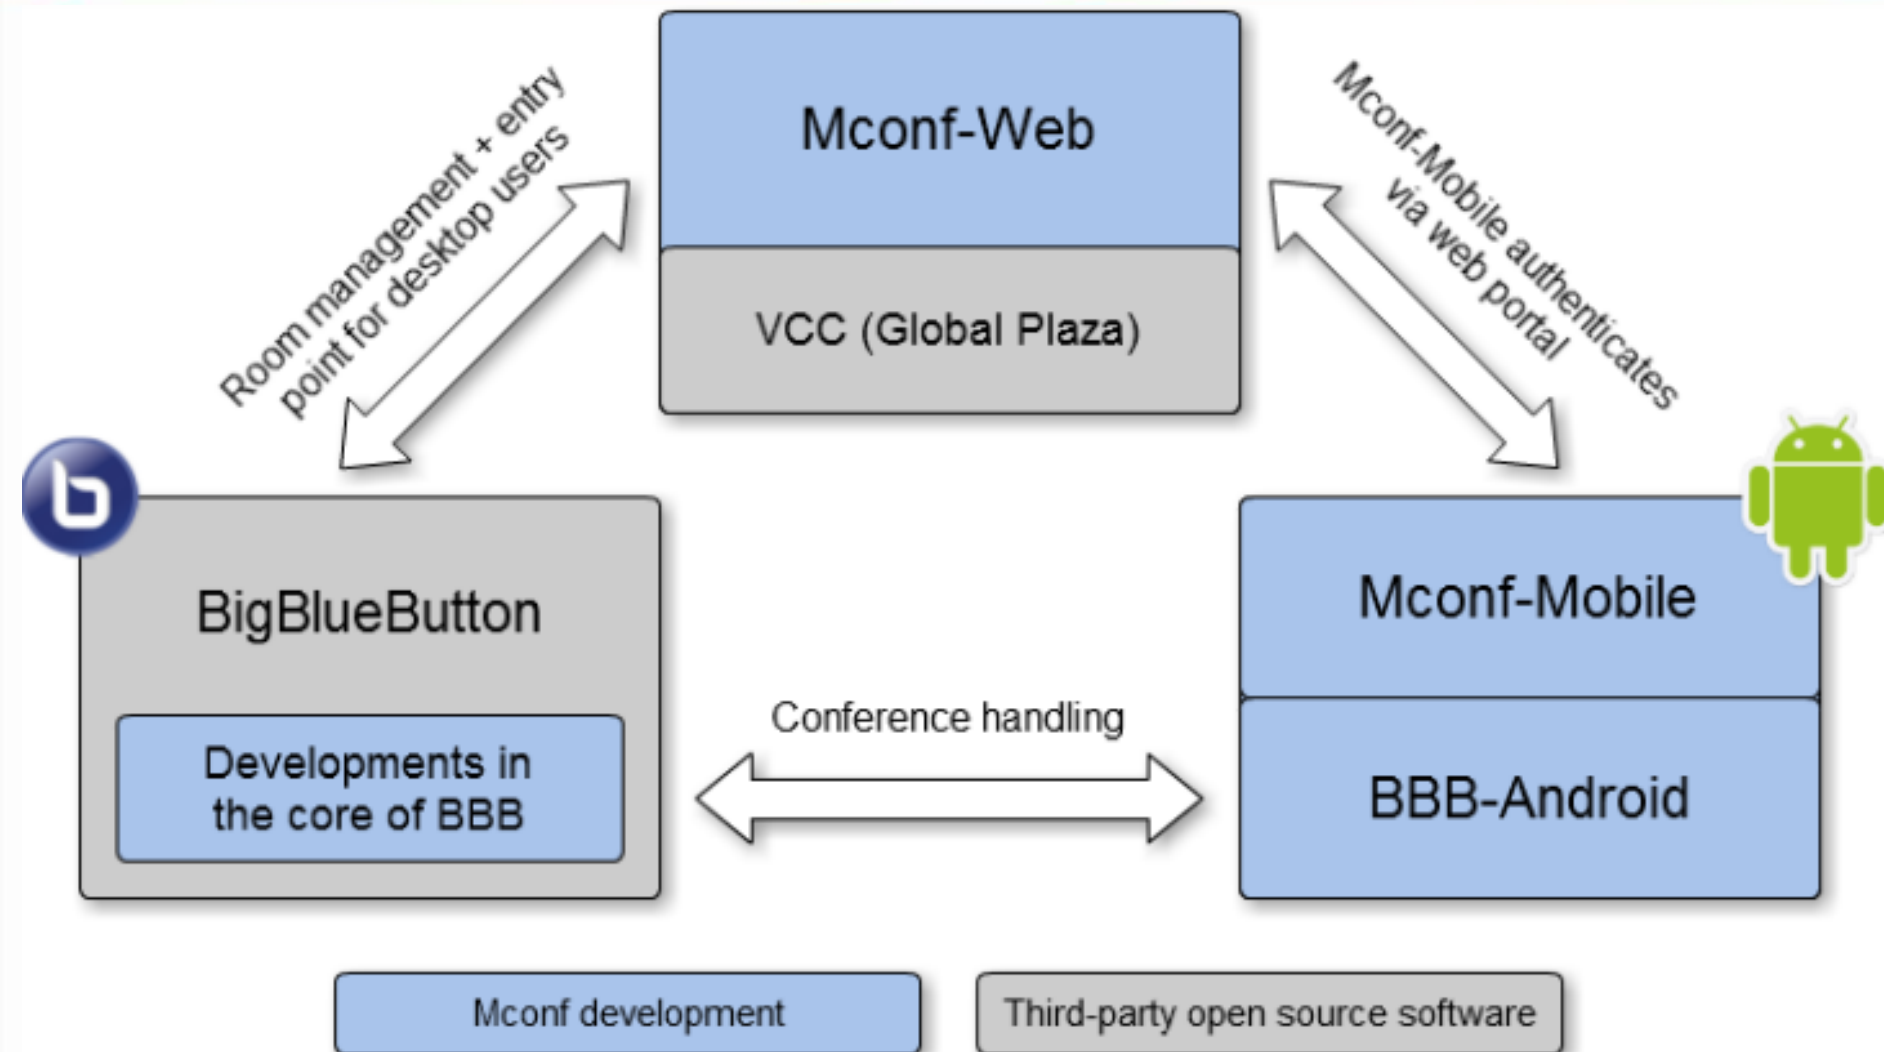 Mconf-Web
VCC (Global Plaza)
Room management + entry
point for desktop users
Mconf-Mobile authenticates
via web portal
b
BigBlueButton
Developments in
the core of BBB
Conference handling
Mconf-Mobile
BBB-Android
Mconf development
Third-party open source software